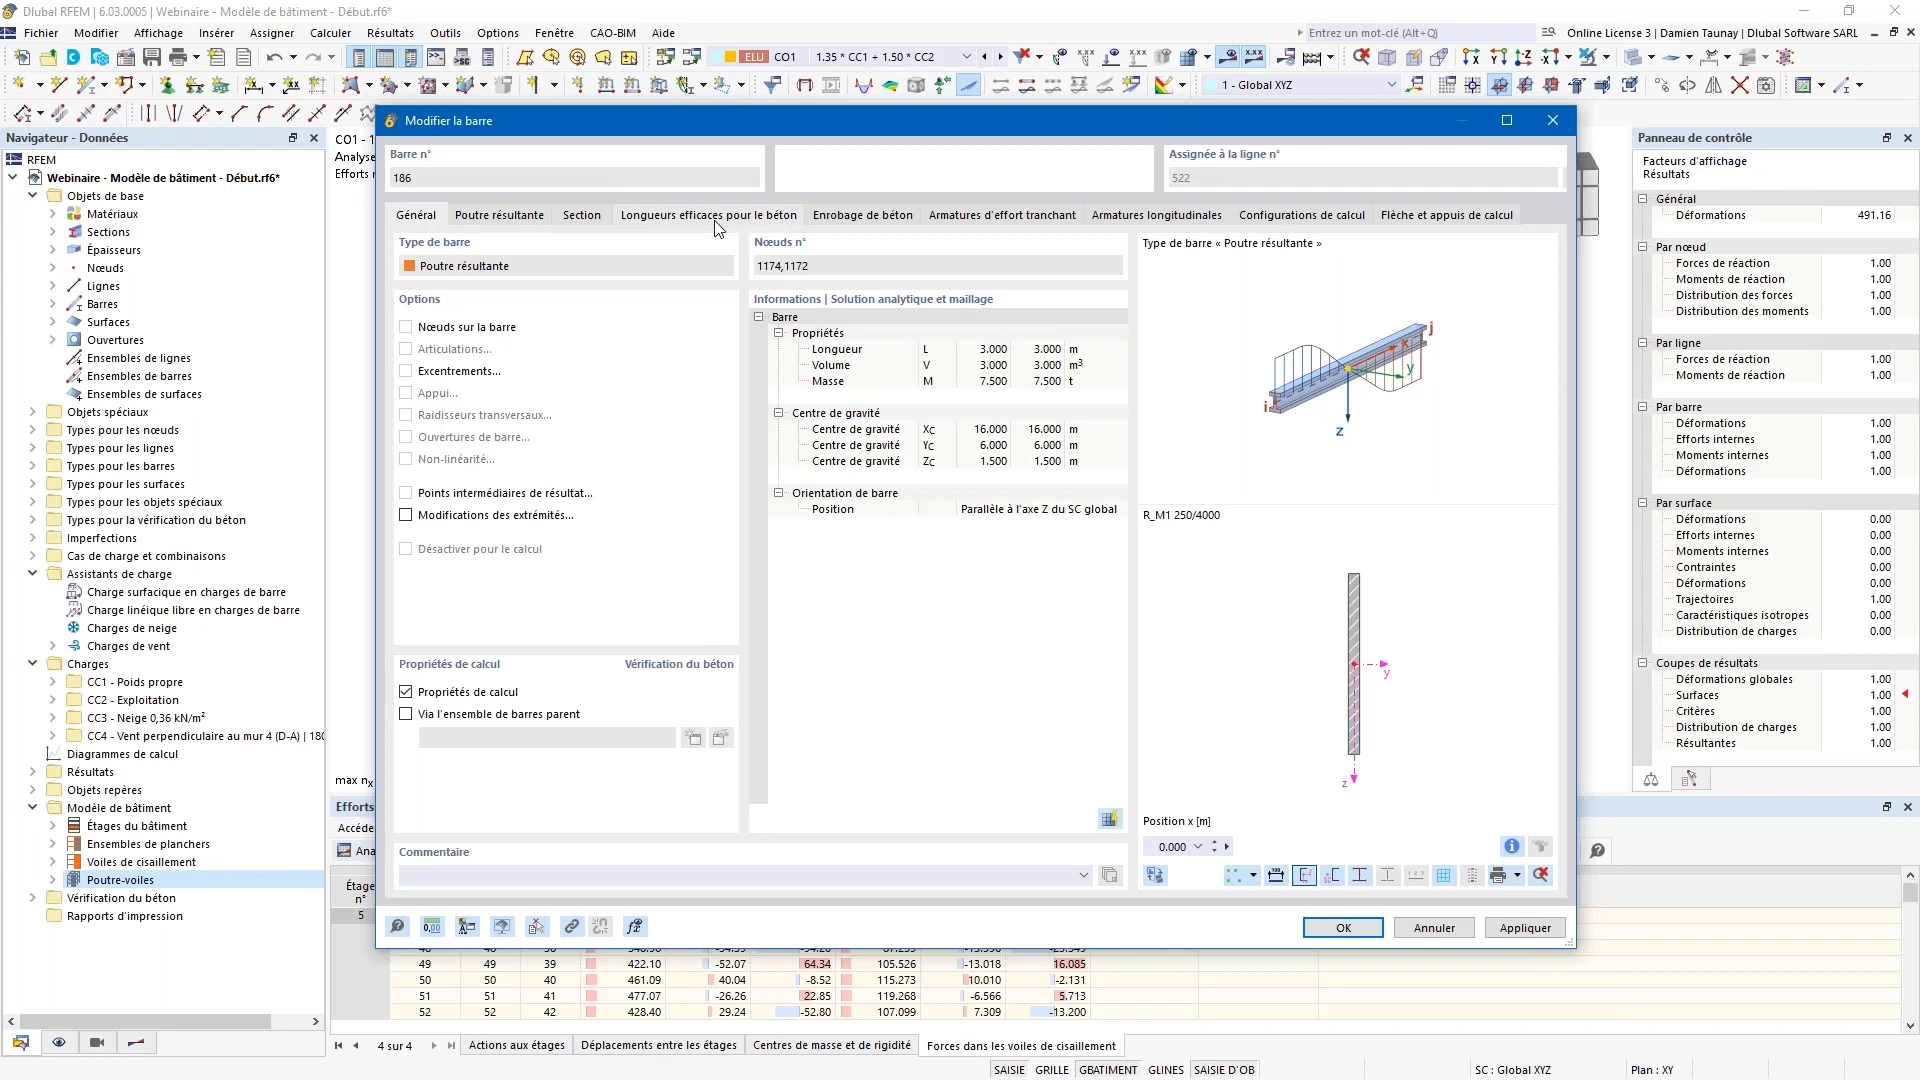 Dlubal RFEM | 6.03.0005 | Webinaire - Modèle de bâtiment - Début.rf6*
Fichier Modifier Affichage Insérer Assigner Calculer Résultats Outils Options Fenêtre CAO-BIM Aide
Entrez un mot-clé (Alt+Q)
Online License 3 | Damien Taunay | Dlubal Software SARL
ELU CO1 1.35 * CC1 + 1.50 * CC2
1 - Global XYZ
Navigateur - Données
RFEM
Webinaire - Modèle de bâtiment - Début.rf6*
Objets de base
Matériaux
Sections
Épaisseurs
Nœuds
Lignes
Barres
Surfaces
Ouvertures
Ensembles de lignes
Ensembles de barres
Ensembles de surfaces
Objets spéciaux
Types pour les nœuds
Types pour les lignes
Types pour les barres
Types pour les surfaces
Types pour les objets spéciaux
Types pour la vérification du béton
Imperfections
Cas de charge et combinaisons
Assistants de charge
Charge surfacique en charges de barre
Charge linéique libre en charges de barre
Charges de neige
Charges de vent
Charges
CC1 - Poids propre
CC2 - Exploitation
CC3 - Neige 0,36 kN/m²
CC4 - Vent perpendiculaire au mur 4 (D-A) | 180
Diagrammes de calcul
Résultats
Objets repères
Modèle de bâtiment
Étages du bâtiment
Ensembles de planchers
Voiles de cisaillement
Poutre-voiles
Vérification du béton
Rapports d'impression
CO1 - 1
Analyse
Efforts
max nx
Modifier la barre
Barre n°
186
Assignée à la ligne n°
522
Général Poutre résultante Section Longueurs efficaces pour le béton Enrobage de béton Armatures d'effort tranchant Armatures longitudinales Configurations de calcul Flèche et appuis de calcul
Type de barre
Poutre résultante
Options
Nœuds sur la barre
Articulations...
Excentrements...
Appui...
Raidisseurs transversaux...
Ouvertures de barre...
Non-linéarité...
Points intermédiaires de résultat...
Modifications des extrémités...
Désactiver pour le calcul
Propriétés de calcul Vérification du béton
Propriétés de calcul
Via l'ensemble de barres parent
Commentaire
Nœuds n°
1174,1172
Informations | Solution analytique et maillage
Barre
Propriétés
Longueur L 3.000 3.000 m
Volume V 3.000 3.000 m3
Masse M 7.500 7.500 t
Centre de gravité
Centre de gravité XC 16.000 16.000 m
Centre de gravité YC 6.000 6.000 m
Centre de gravité ZC 1.500 1.500 m
Orientation de barre
Position Parallèle à l'axe Z du SC global
Type de barre « Poutre résultante »
i
j
x
y
z
R_M1 250/4000
y
z
Position x [m]
0.000
OK Annuler Appliquer
Panneau de contrôle
Facteurs d'affichage
Résultats
Général
Déformations 491.16
Par nœud
Forces de réaction 1.00
Moments de réaction 1.00
Distribution des forces 1.00
Distribution des moments 1.00
Par ligne
Forces de réaction 1.00
Moments de réaction 1.00
Par barre
Déformations 1.00
Efforts internes 1.00
Moments internes 1.00
Déformations 1.00
Par surface
Déformations 0.00
Efforts internes 0.00
Moments internes 0.00
Contraintes 0.00
Déformations 0.00
Trajectoires 1.00
Caractéristiques isotropes 0.00
Distribution de charges 0.00
Coupes de résultats
Déformations globales 1.00
Surfaces 1.00
Critères 1.00
Distribution de charges 1.00
Résultantes 1.00
Efforts
Accéde
Ana
Étage
n°
5
49 49 39 422.10 -52.07 64.34 105.526 -13.018 16.085
50 50 40 461.09 40.04 -8.52 115.273 10.010 -2.131
51 51 41 477.07 -26.26 22.85 119.268 -6.566 5.713
52 52 42 428.40 29.24 -52.80 107.099 7.309 -13.200
4 sur 4 Actions aux étages Déplacements entre les étages Centres de masse et de rigidité Forces dans les voiles de cisaillement
SAISIE GRILLE GBATIMENT GLINES SAISIE D'OB SC : Global XYZ Plan : XY